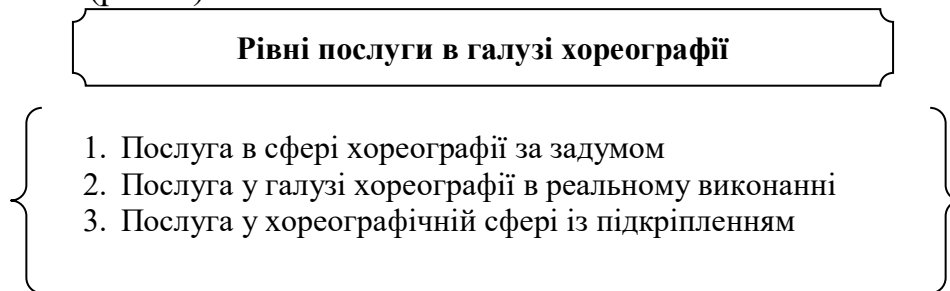 Рівні послуги в галузі хореографії
1. Послуга в сфері хореографії за задумом
2. Послуга у галузі хореографії в реальному виконанні
3. Послуга у хореографічній сфері із підкріпленням